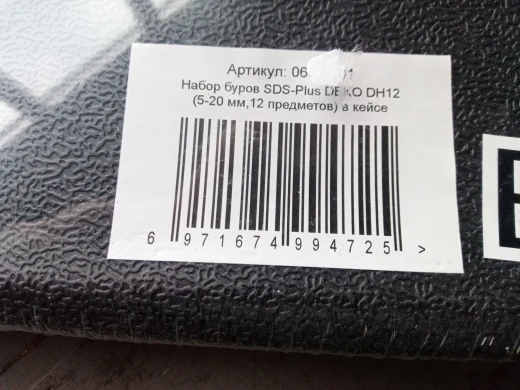 Артикул:
Набор буров SDS-Plus DEKO DH12
(5-20 мм,12 предметов) в кейсе
6 971674 994725 >